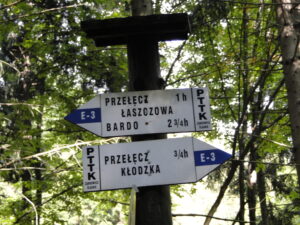 PRZEŁĘCZ 1h
ŁASZCZOWA
E-3
BARDO 2 3/4h
PTTK
PRZEŁĘCZ 3/4h
KŁODZKA
E-3
PTTK